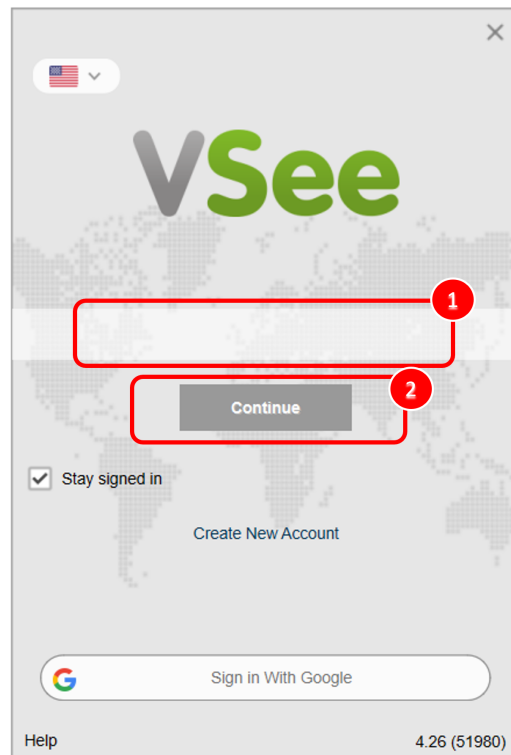 VSee
1
2
Continue
Stay signed in
Create New Account
Sign in With Google
Help 4.26 (51980)